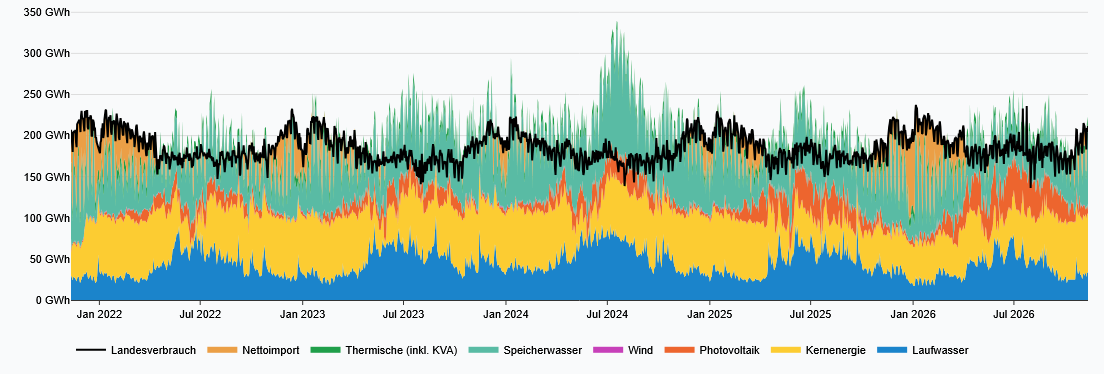 350 GWh
300 GWh
250 GWh
200 GWh
150 GWh
100 GWh
50 GWh
0 GWh
Jan 2022 Jul 2022 Jan 2023 Jul 2023 Jan 2024 Jul 2024 Jan 2025 Jul 2025 Jan 2026 Jul 2026
Landesverbrauch Nettoimport Thermische (inkl. KVA) Speicherwasser Wind Photovoltaik Kernenergie Laufwasser